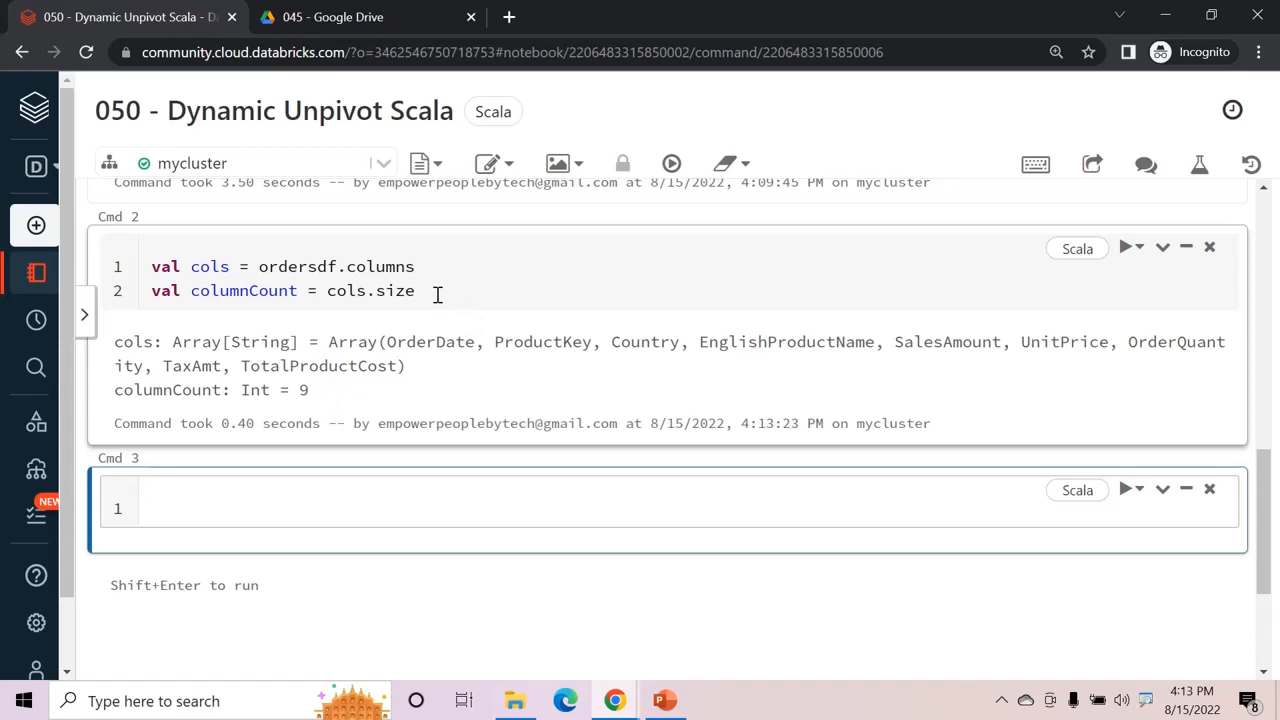 050 - Dynamic Unpivot Scala - D
045 - Google Drive
community.cloud.databricks.com/?o=3462546750718753#notebook/2206483315850002/command/2206483315850006
Incognito
050 - Dynamic Unpivot Scala
Scala
D
mycluster
Command took 3.50 seconds -- by empowerpeoplebytech@gmail.com at 8/15/2022, 4:09:45 PM on mycluster
Cmd 2
Scala
1 val cols = ordersdf.columns
2 val columnCount = cols.size
cols: Array[String] = Array(OrderDate, ProductKey, Country, EnglishProductName, SalesAmount, UnitPrice, OrderQuant
ity, TaxAmt, TotalProductCost)
columnCount: Int = 9
Command took 0.40 seconds -- by empowerpeoplebytech@gmail.com at 8/15/2022, 4:13:23 PM on mycluster
Cmd 3
Scala
1
NEW
Shift+Enter to run
Type here to search
4:13 PM
8/15/2022
8